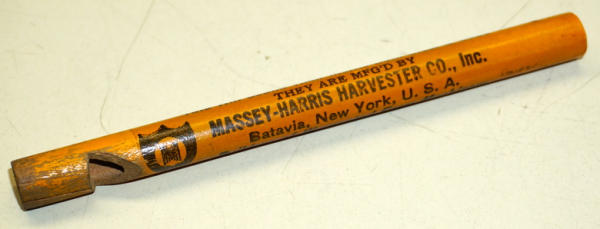 THEY ARE MFG'D BY
MASSEY-HARRIS HARVESTER CO., Inc.
Batavia, New York, U. S. A.